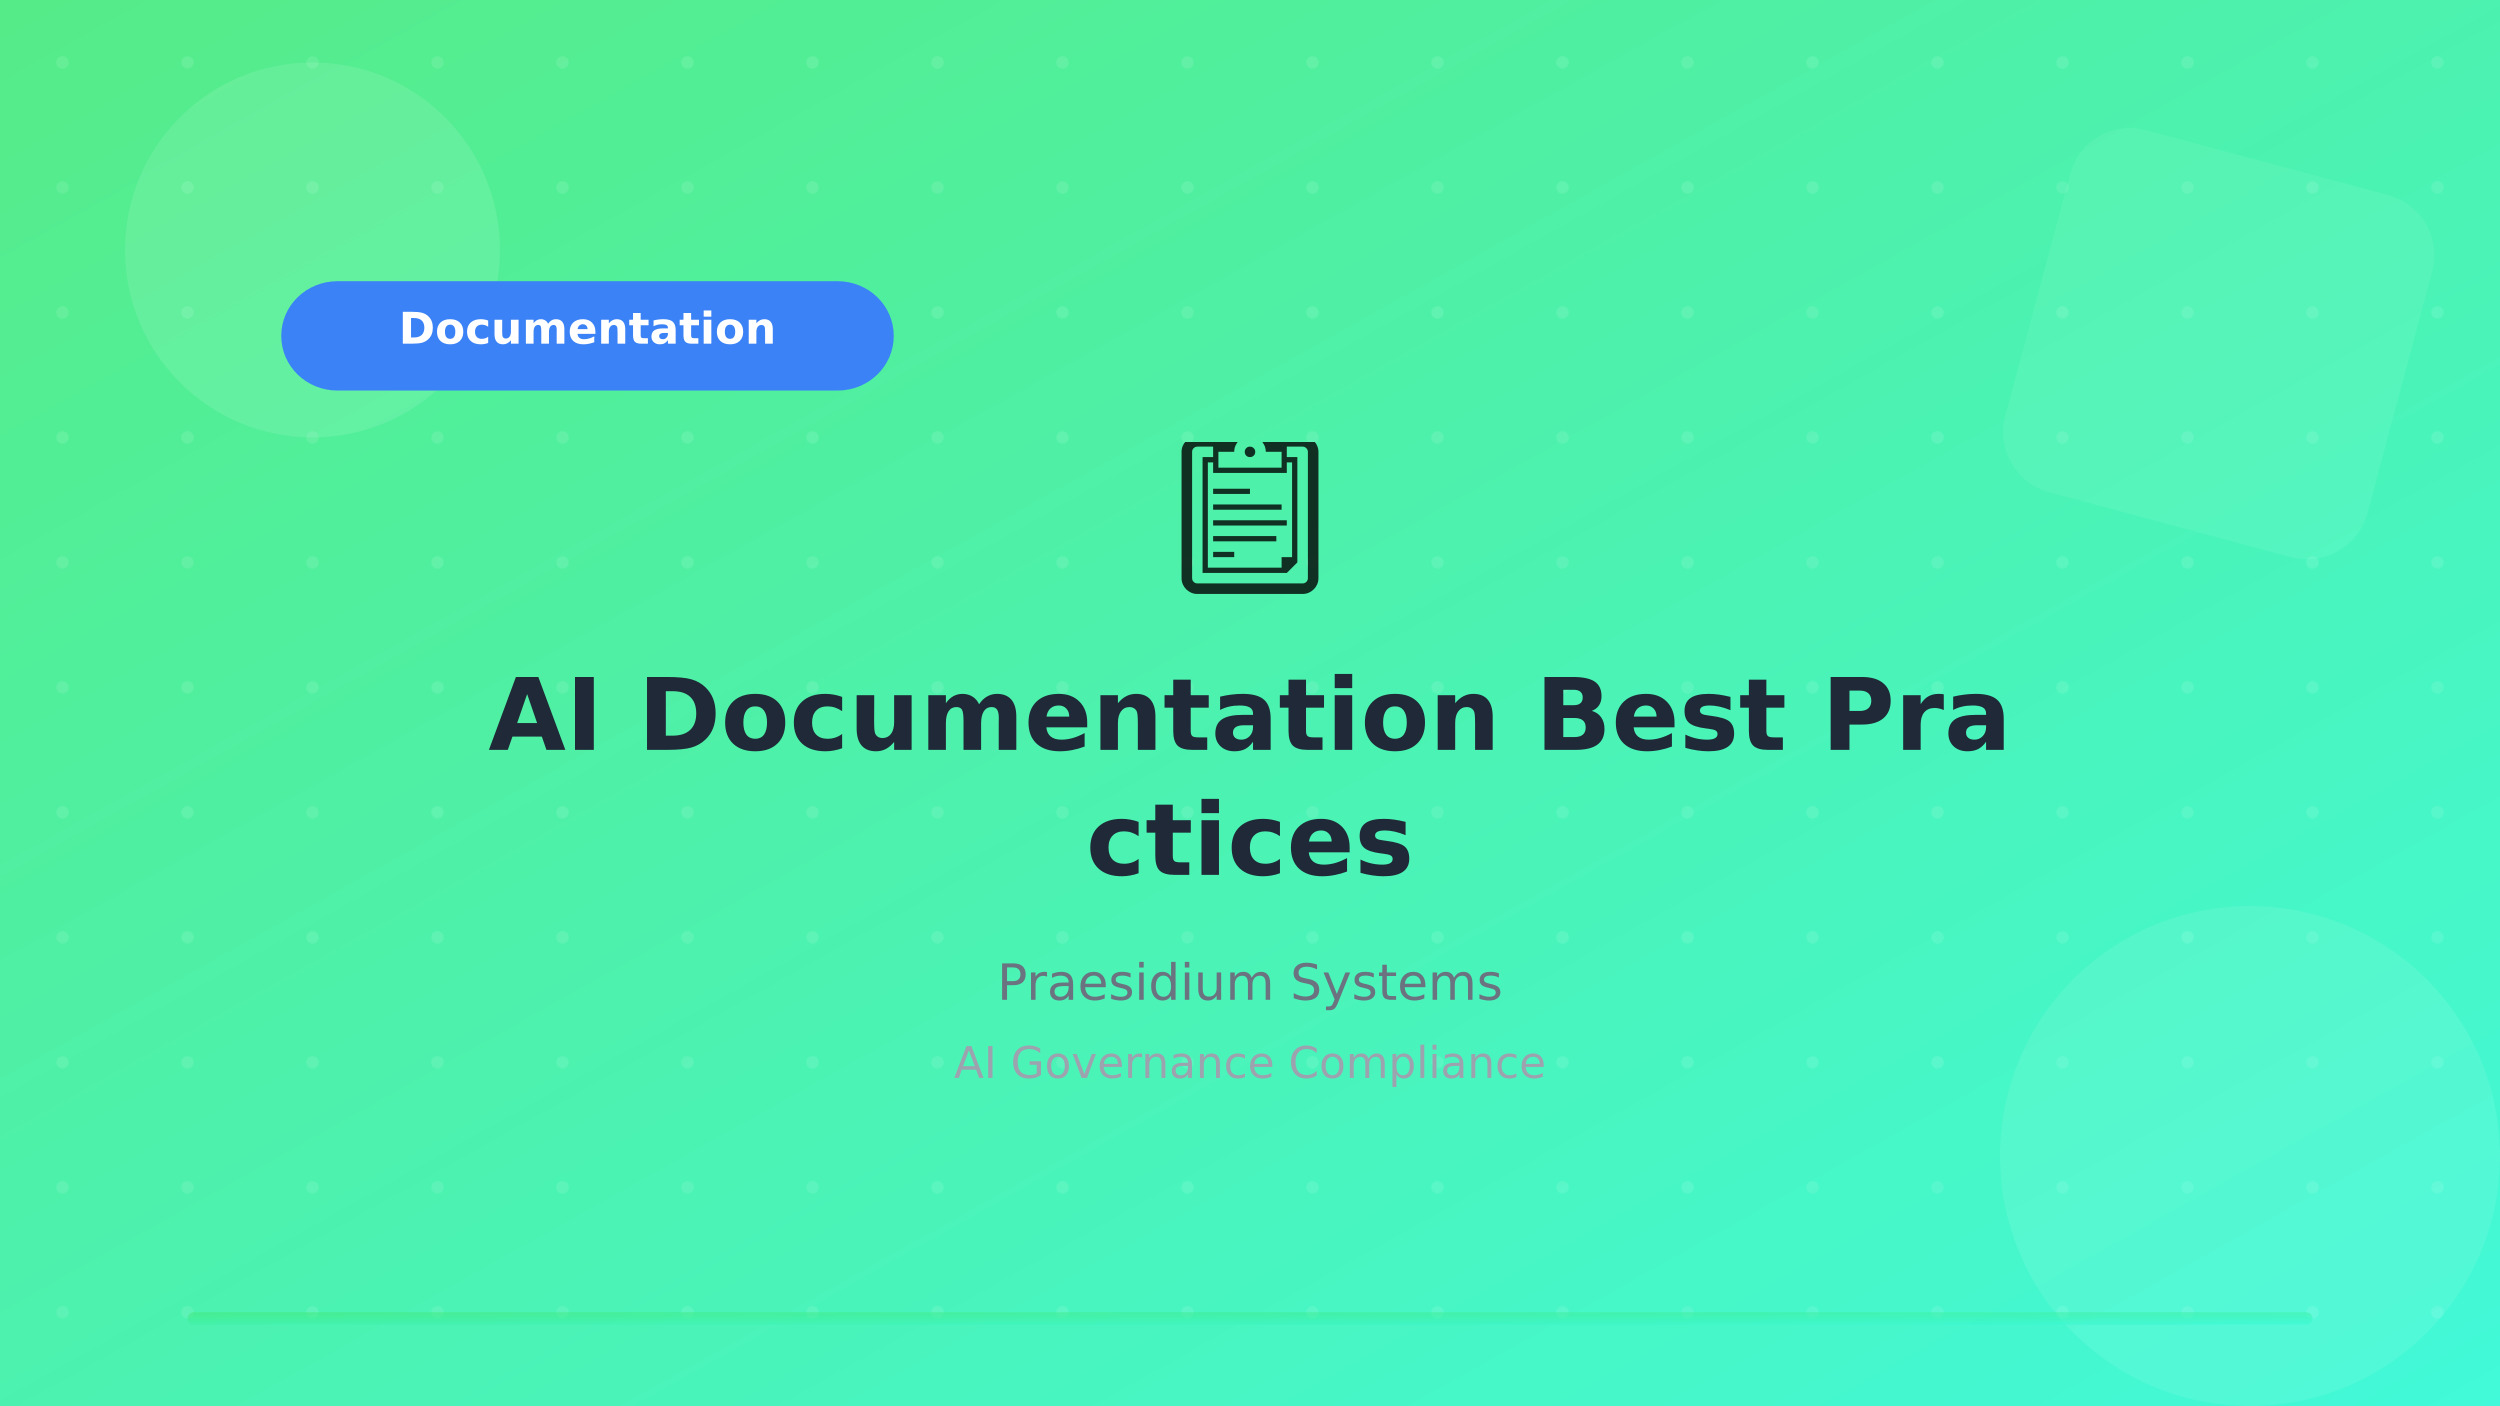 Documentation
AI Documentation Best Pra
ctices
Praesidium Systems
AI Governance Compliance